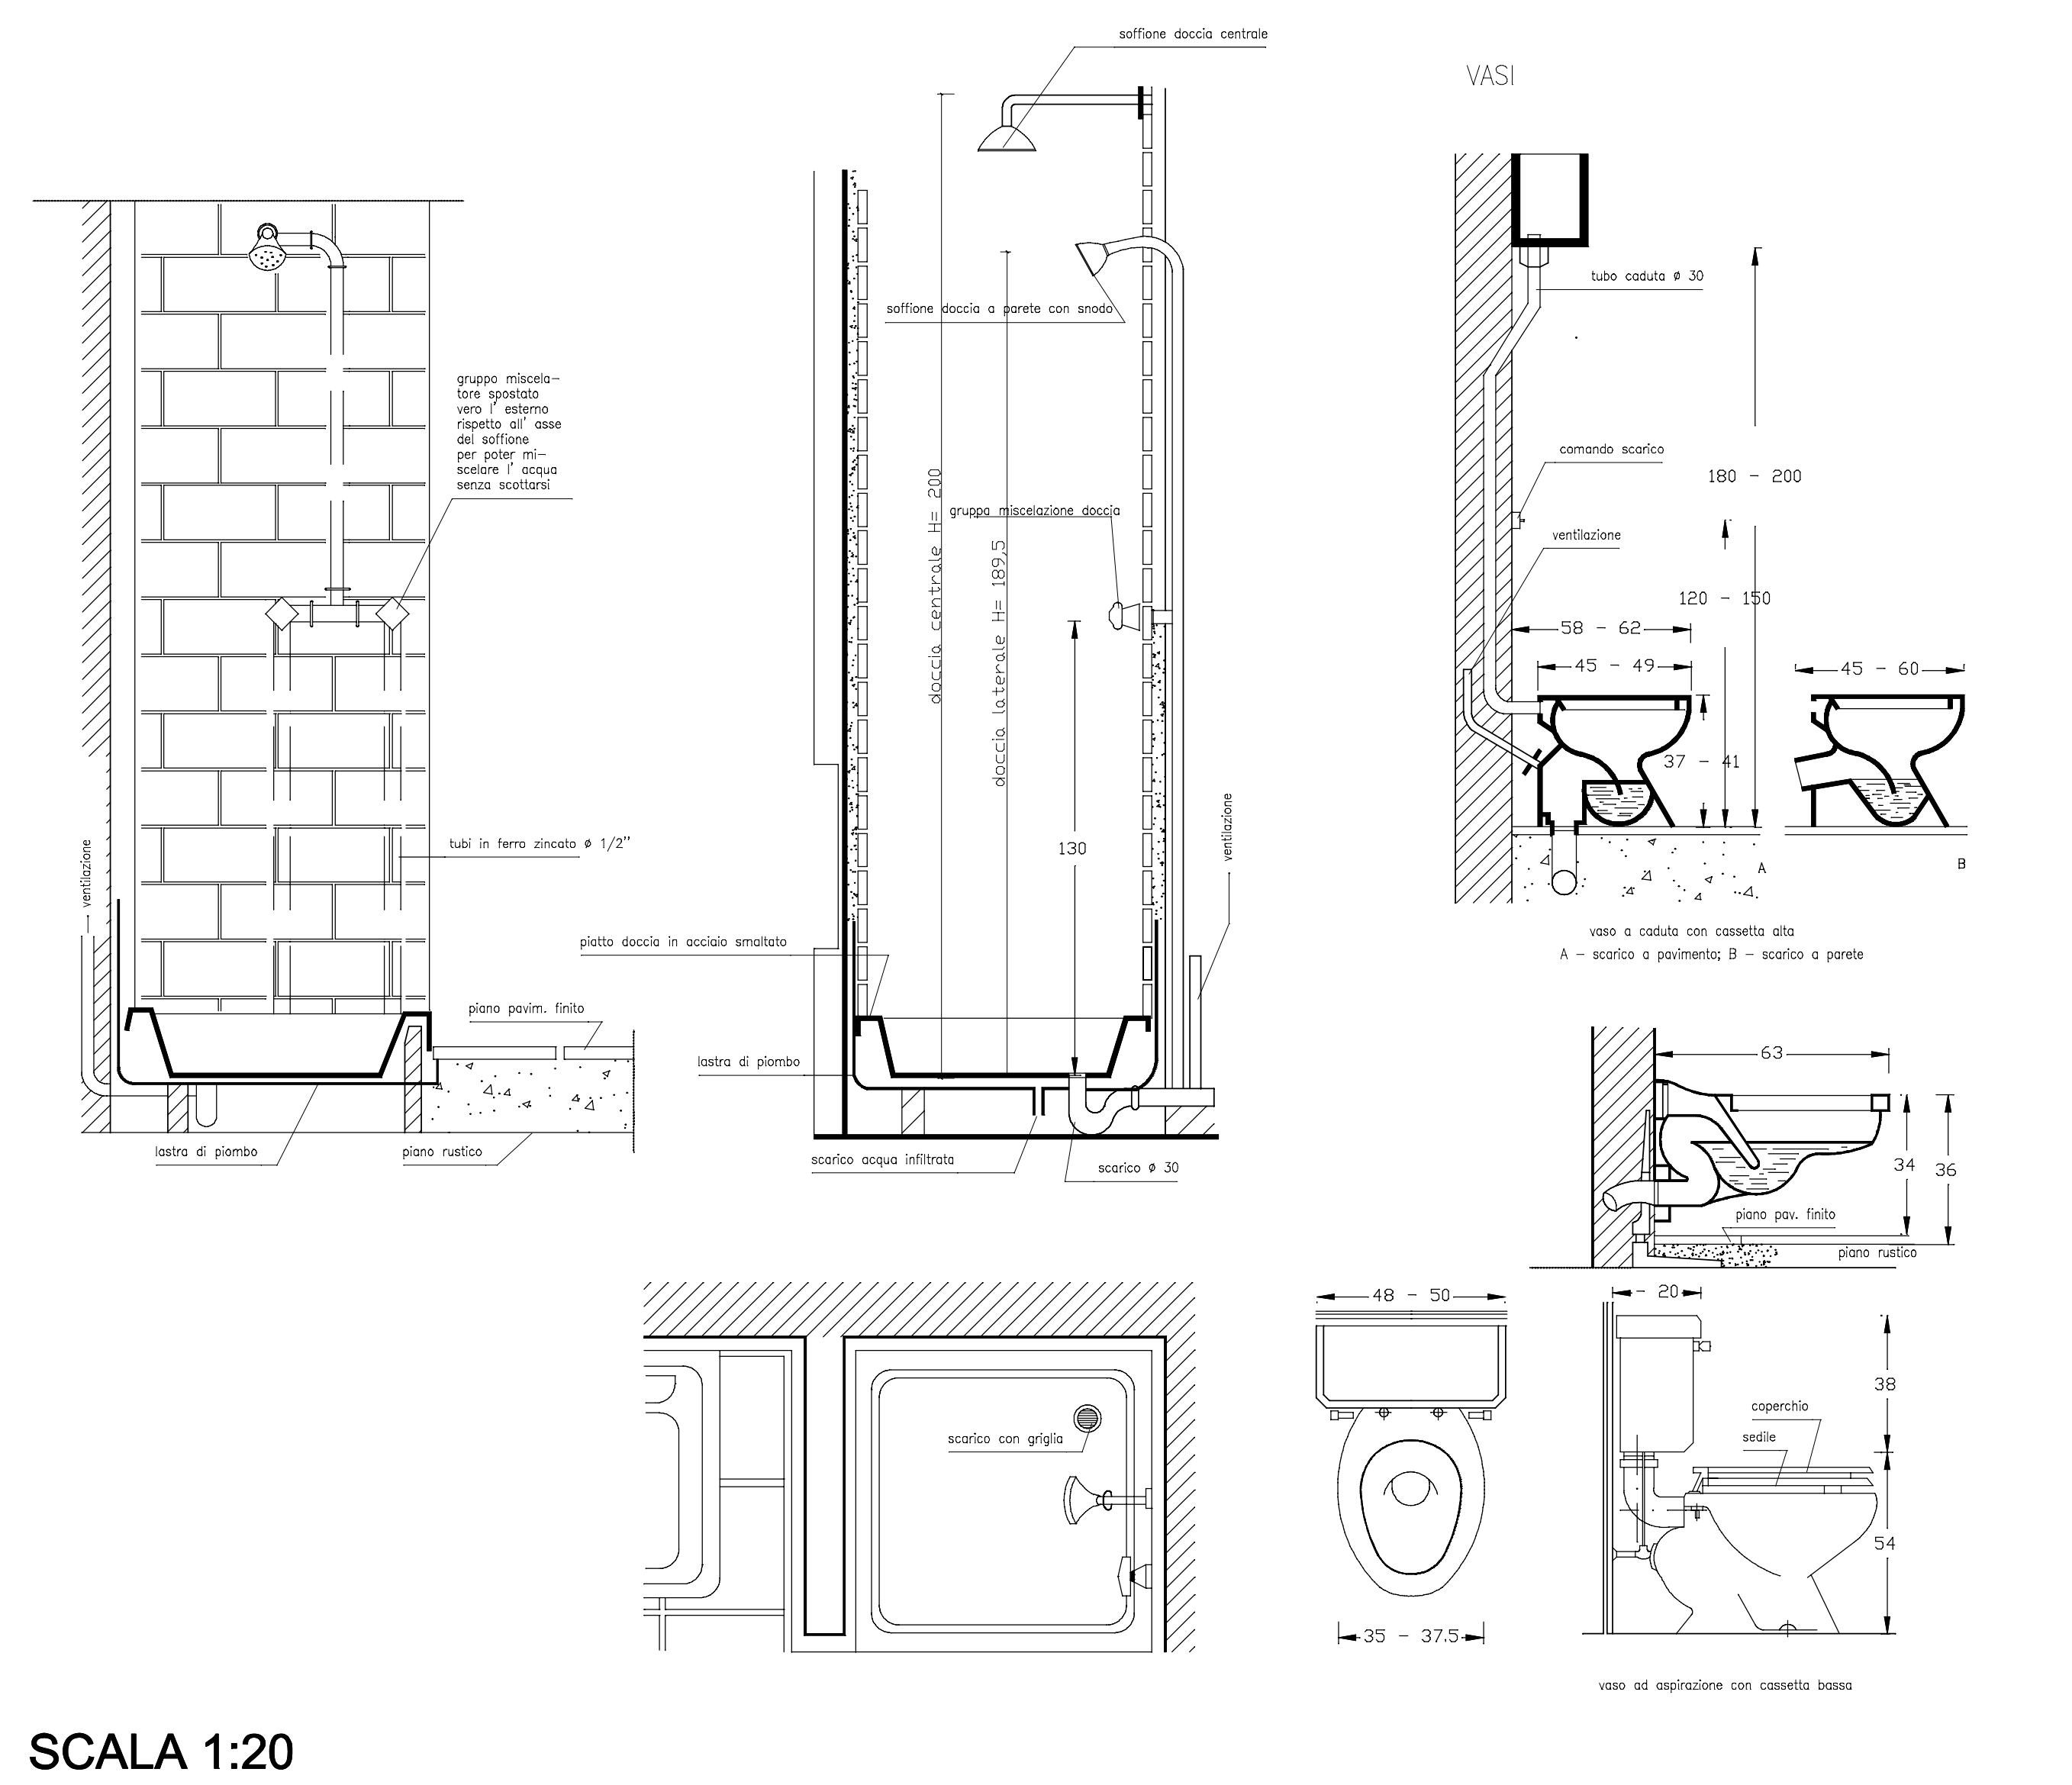 soffione doccia centrale
VASI
soffione doccia a parete con snodo
tubo caduta ø 30
gruppo miscela-
tore spostato
vero l' esterno
rispetto all' asse
del soffione
per poter mi-
scelare l' acqua
senza scottarsi
doccia centrale H= 200
gruppa miscelazione doccia
doccia laterale H= 189,5
comando scarico
180 - 200
ventilazione
120 - 150
58 - 62
45 - 49
45 - 60
37 - 41
A
B
ventilazione
tubi in ferro zincato ø 1/2"
130
ventilazione
vaso a caduta con cassetta alta
A - scarico a pavimento; B - scarico a parete
piatto doccia in acciaio smaltato
piano pavim. finito
lastra di piombo
lastra di piombo
piano rustico
scarico acqua infiltrata
scarico ø 30
63
34
36
piano pav. finito
piano rustico
48 - 50
- 20
38
coperchio
sedile
scarico con griglia
54
35 - 37.5
vaso ad aspirazione con cassetta bassa
SCALA 1:20